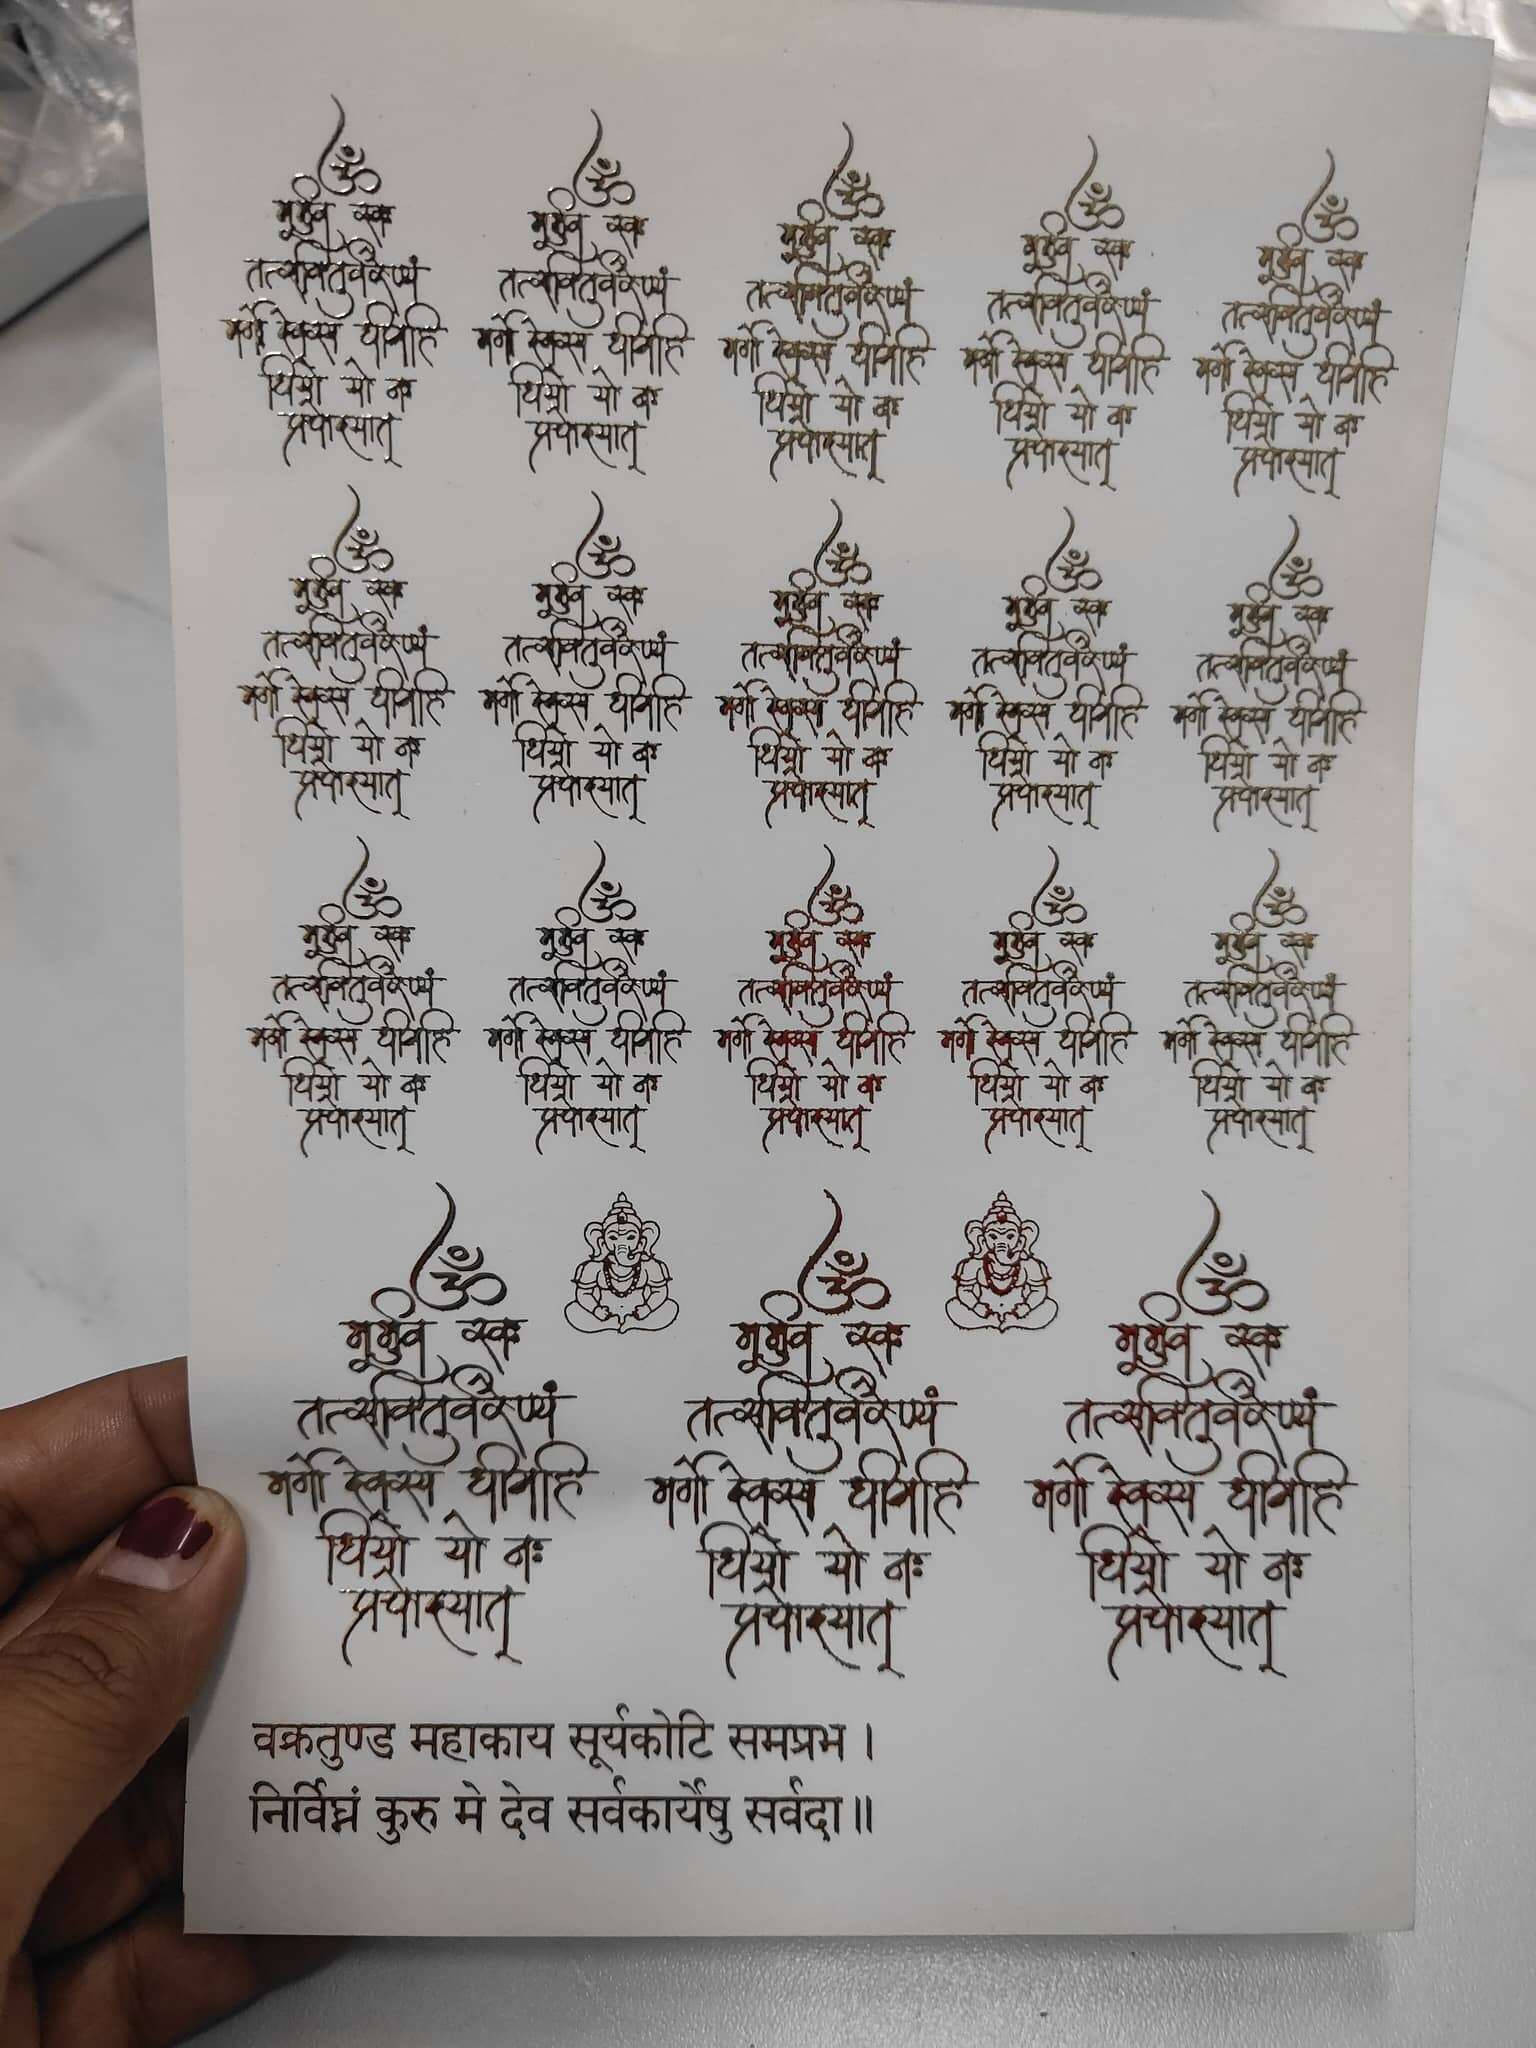 ॐ
भूर्भुव स्वः
तत्सवितुर्वरेण्यं
भर्गो देवस्य धीमहि
धियो यो नः
प्रचोदयात्
ॐ
भूर्भुव स्वः
तत्सवितुर्वरेण्यं
भर्गो देवस्य धीमहि
धियो यो नः
प्रचोदयात्
ॐ
भूर्भुव स्वः
तत्सवितुर्वरेण्यं
भर्गो देवस्य धीमहि
धियो यो नः
प्रचोदयात्
ॐ
भूर्भुव स्वः
तत्सवितुर्वरेण्यं
भर्गो देवस्य धीमहि
धियो यो नः
प्रचोदयात्
ॐ
भूर्भुव स्वः
तत्सवितुर्वरेण्यं
भर्गो देवस्य धीमहि
धियो यो नः
प्रचोदयात्
ॐ
भूर्भुव स्वः
तत्सवितुर्वरेण्यं
भर्गो देवस्य धीमहि
धियो यो नः
प्रचोदयात्
ॐ
भूर्भुव स्वः
तत्सवितुर्वरेण्यं
भर्गो देवस्य धीमहि
धियो यो नः
प्रचोदयात्
ॐ
भूर्भुव स्वः
तत्सवितुर्वरेण्यं
भर्गो देवस्य धीमहि
धियो यो नः
प्रचोदयात्
ॐ
भूर्भुव स्वः
तत्सवितुर्वरेण्यं
भर्गो देवस्य धीमहि
धियो यो नः
प्रचोदयात्
ॐ
भूर्भुव स्वः
तत्सवितुर्वरेण्यं
भर्गो देवस्य धीमहि
धियो यो नः
प्रचोदयात्
ॐ
भूर्भुव स्वः
तत्सवितुर्वरेण्यं
भर्गो देवस्य धीमहि
धियो यो नः
प्रचोदयात्
ॐ
भूर्भुव स्वः
तत्सवितुर्वरेण्यं
भर्गो देवस्य धीमहि
धियो यो नः
प्रचोदयात्
ॐ
भूर्भुव स्वः
तत्सवितुर्वरेण्यं
भर्गो देवस्य धीमहि
धियो यो नः
प्रचोदयात्
ॐ
भूर्भुव स्वः
तत्सवितुर्वरेण्यं
भर्गो देवस्य धीमहि
धियो यो नः
प्रचोदयात्
ॐ
भूर्भुव स्वः
तत्सवितुर्वरेण्यं
भर्गो देवस्य धीमहि
धियो यो नः
प्रचोदयात्
ॐ
भूर्भुव स्वः
तत्सवितुर्वरेण्यं
भर्गो देवस्य धीमहि
धियो यो नः
प्रचोदयात्
ॐ
भूर्भुव स्वः
तत्सवितुर्वरेण्यं
भर्गो देवस्य धीमहि
धियो यो नः
प्रचोदयात्
ॐ
भूर्भुव स्वः
तत्सवितुर्वरेण्यं
भर्गो देवस्य धीमहि
धियो यो नः
प्रचोदयात्
वक्रतुण्ड महाकाय सूर्यकोटि समप्रभ ।
निर्विघ्नं कुरु मे देव सर्वकार्येषु सर्वदा॥